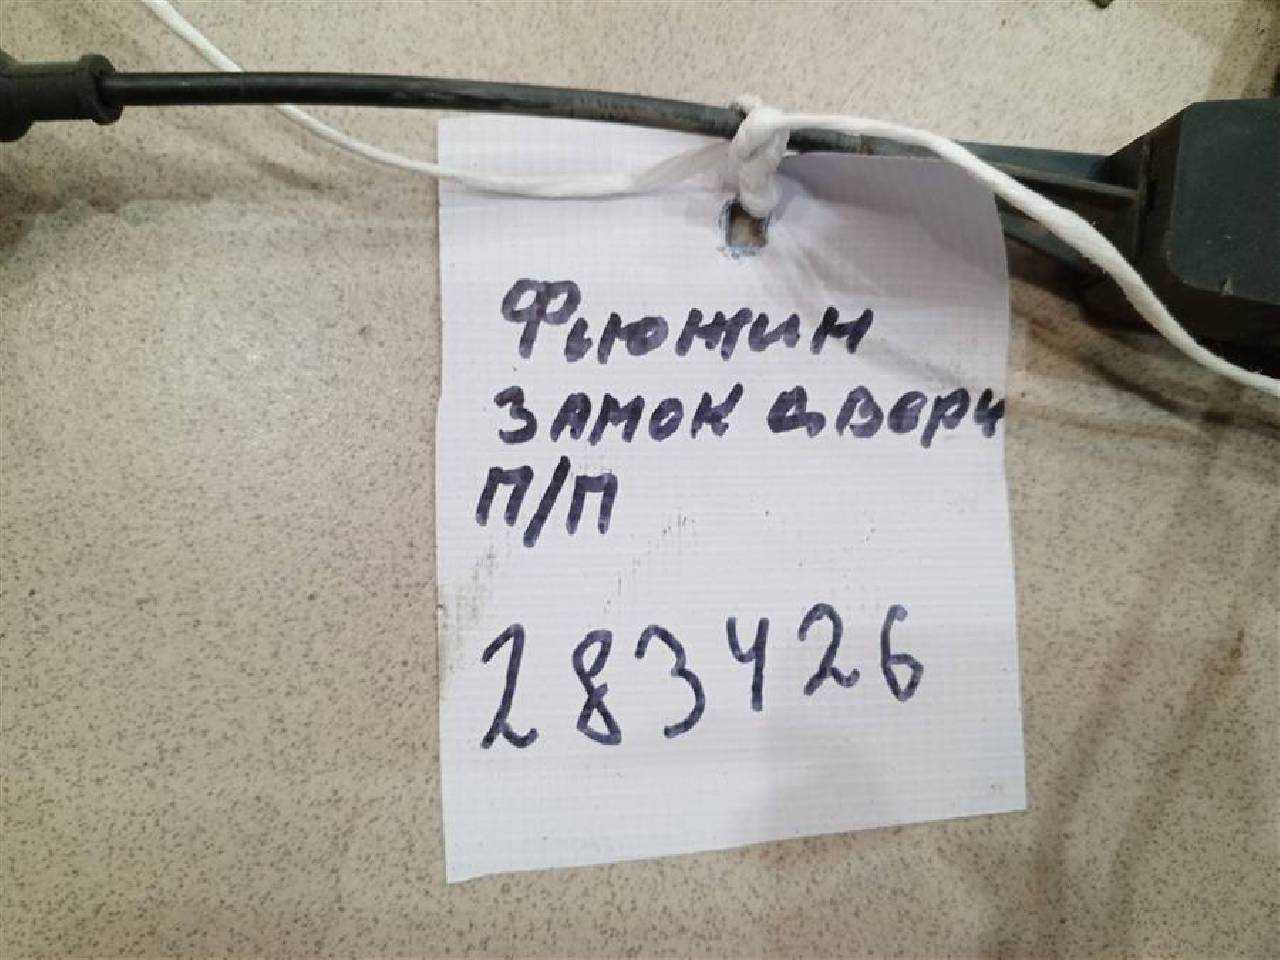 Фьюжин
замок двери
П/П
283426